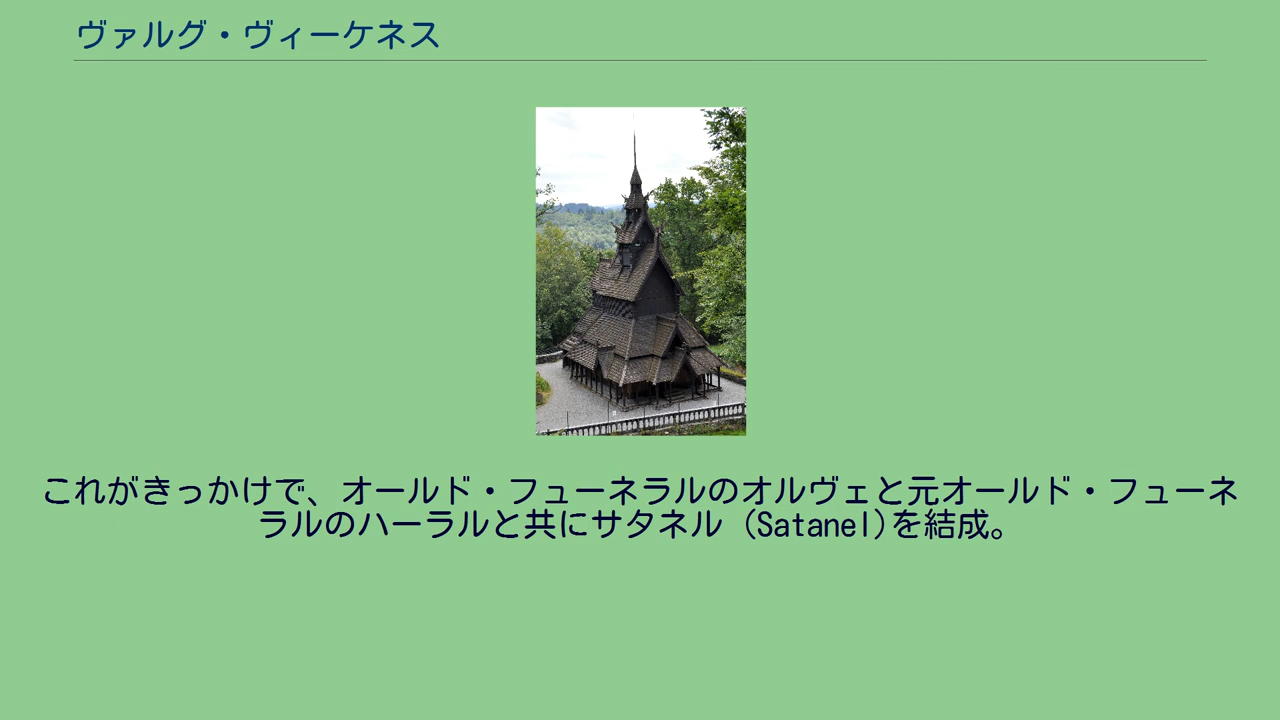 ヴァルグ・ヴィーケネス
これがきっかけで、オールド・フューネラルのオルヴェと元オールド・フューネ
ラルのハーラルと共にサタネル (Satanel)を結成。